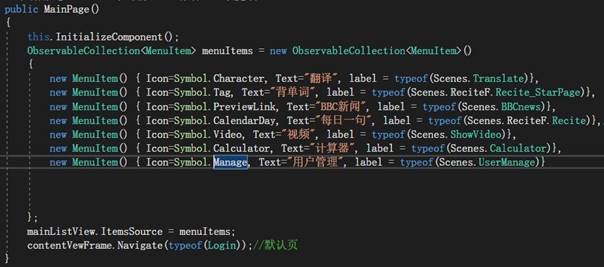 public MainPage()
{
this.InitializeComponent();
ObservableCollection<MenuItem> menuItems = new ObservableCollection<MenuItem>()
{
new MenuItem() { Icon=Symbol.Character, Text="翻译", label = typeof(Scenes.Translate)},
new MenuItem() { Icon=Symbol.Tag, Text="背单词", label = typeof(Scenes.ReciteF.Recite_StarPage)},
new MenuItem() { Icon=Symbol.PreviewLink, Text="BBC新闻", label = typeof(Scenes.BBCnews)},
new MenuItem() { Icon=Symbol.CalendarDay, Text="每日一句", label = typeof(Scenes.ReciteF.Recite)},
new MenuItem() { Icon=Symbol.Video, Text="视频", label = typeof(Scenes.ShowVideo)},
new MenuItem() { Icon=Symbol.Calculator, Text="计算器", label = typeof(Scenes.Calculator)},
new MenuItem() { Icon=Symbol.Manage, Text="用户管理", label = typeof(Scenes.UserManage)}
};
mainListView.ItemsSource = menuItems;
contentViewFrame.Navigate(typeof(Login));//默认页
}